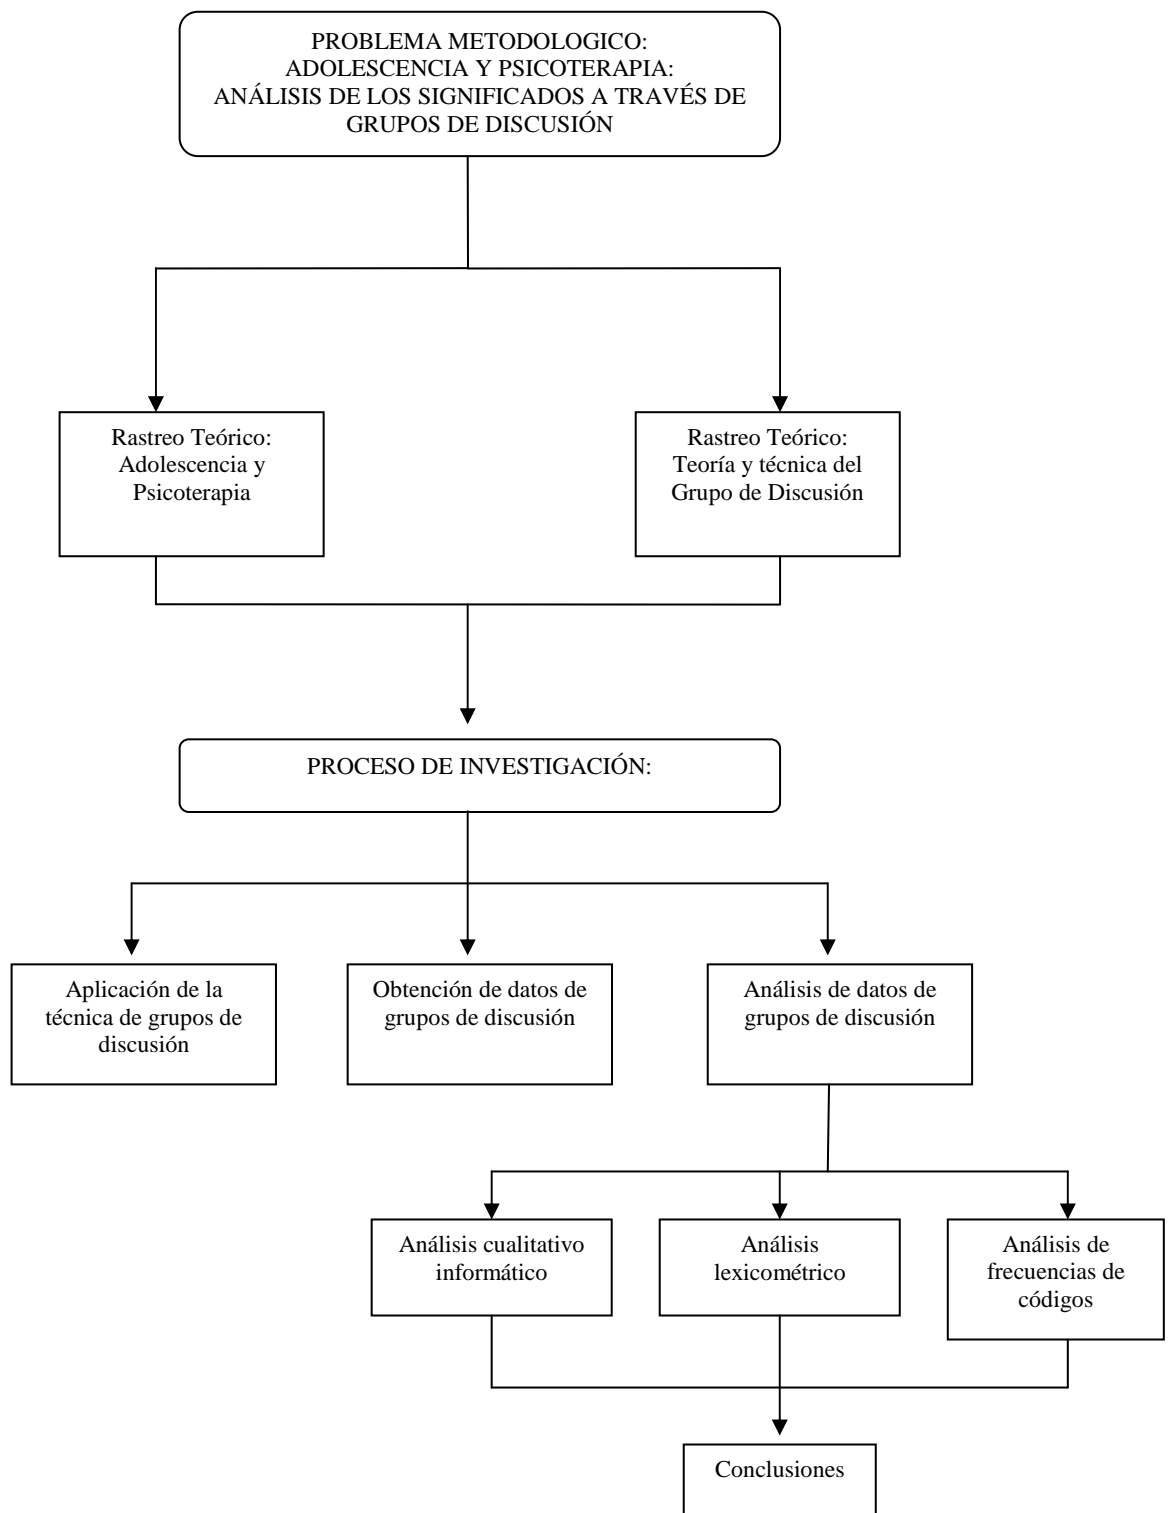 PROBLEMA METODOLOGICO:
ADOLESCENCIA Y PSICOTERAPIA:
ANÁLISIS DE LOS SIGNIFICADOS A TRAVÉS DE
GRUPOS DE DISCUSIÓN
Rastreo Teórico:
Adolescencia y
Psicoterapia
Rastreo Teórico:
Teoría y técnica del
Grupo de Discusión
PROCESO DE INVESTIGACIÓN:
Aplicación de la
técnica de grupos de
discusión
Obtención de datos de
grupos de discusión
Análisis de datos de
grupos de discusión
Análisis cualitativo
informático
Análisis
lexicométrico
Análisis de
frecuencias de
códigos
Conclusiones